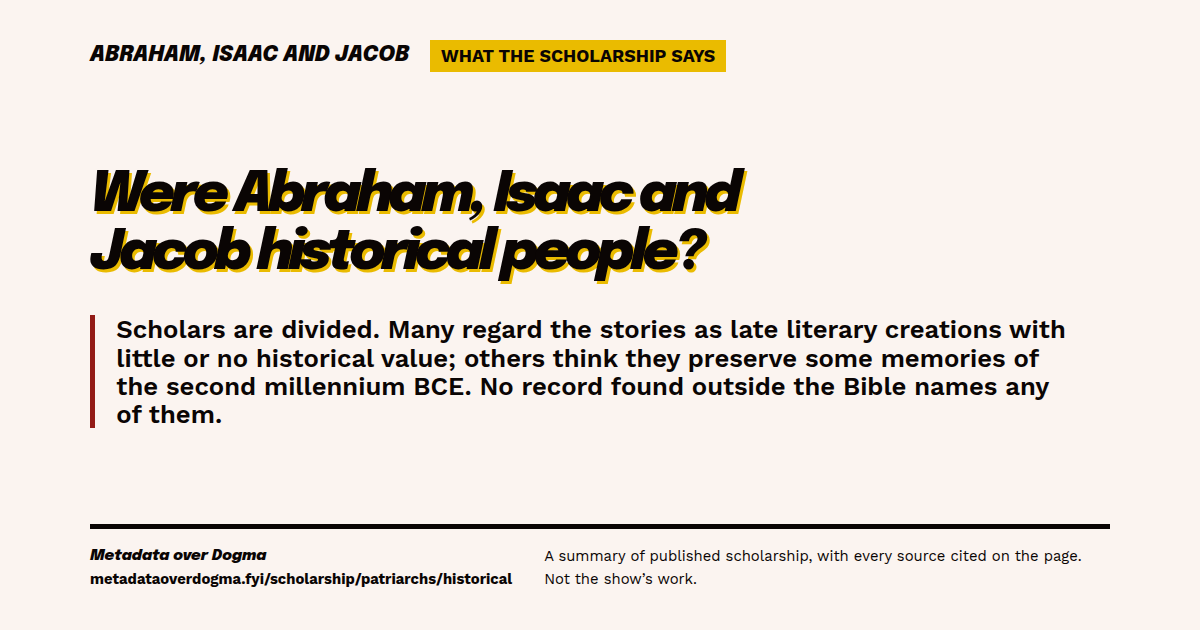 ABRAHAM, ISAAC AND JACOB
WHAT THE SCHOLARSHIP SAYS
Were Abraham, Isaac and
Jacob historical people?
Scholars are divided. Many regard the stories as late literary creations with
little or no historical value; others think they preserve some memories of
the second millennium BCE. No record found outside the Bible names any
of them.
Metadata over Dogma
metadataoverdogma.fyi/scholarship/patriarchs/historical
A summary of published scholarship, with every source cited on the page.
Not the show’s work.